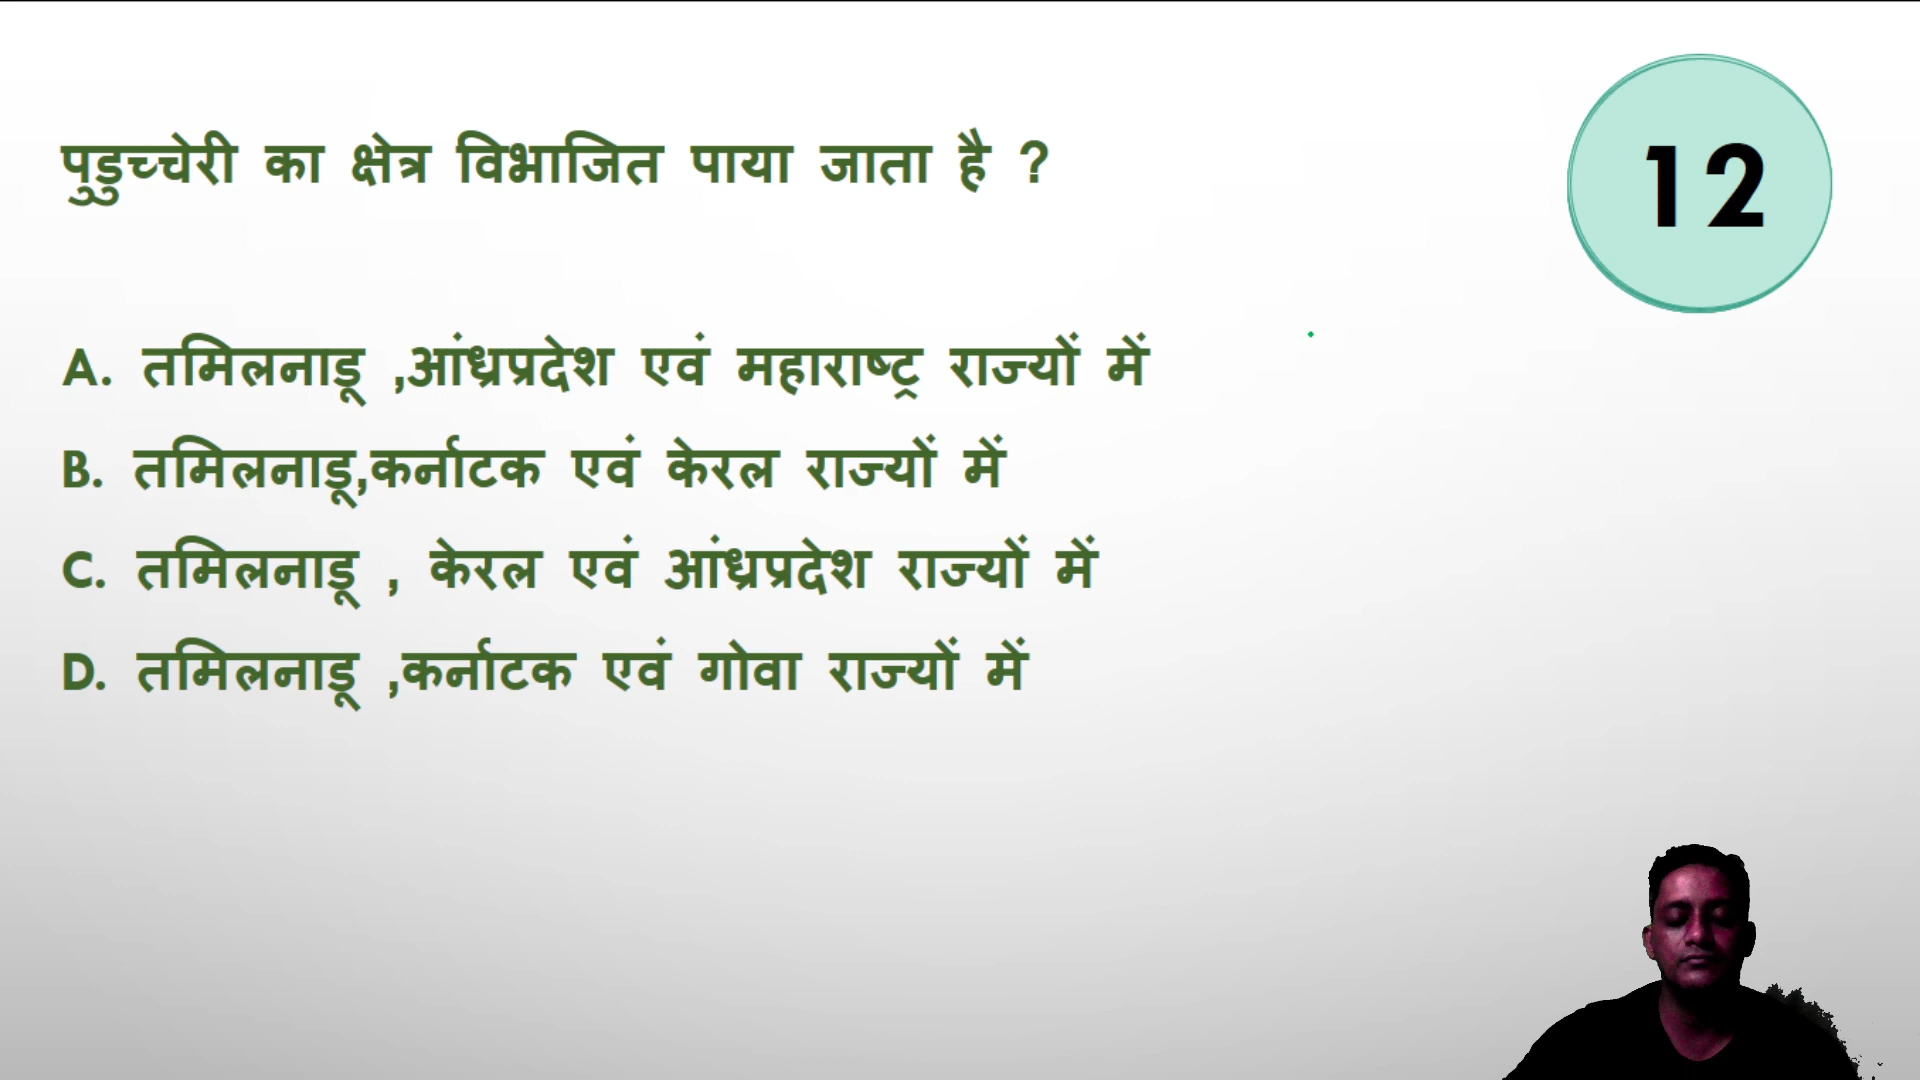 पुडुच्चेरी का क्षेत्र विभाजित पाया जाता है ?
12
A. तमिलनाडू ,आंध्रप्रदेश एवं महाराष्ट्र राज्यों में
B. तमिलनाडू,कर्नाटक एवं केरल राज्यों में
C. तमिलनाडू , केरल एवं आंध्रप्रदेश राज्यों में
D. तमिलनाडू ,कर्नाटक एवं गोवा राज्यों में